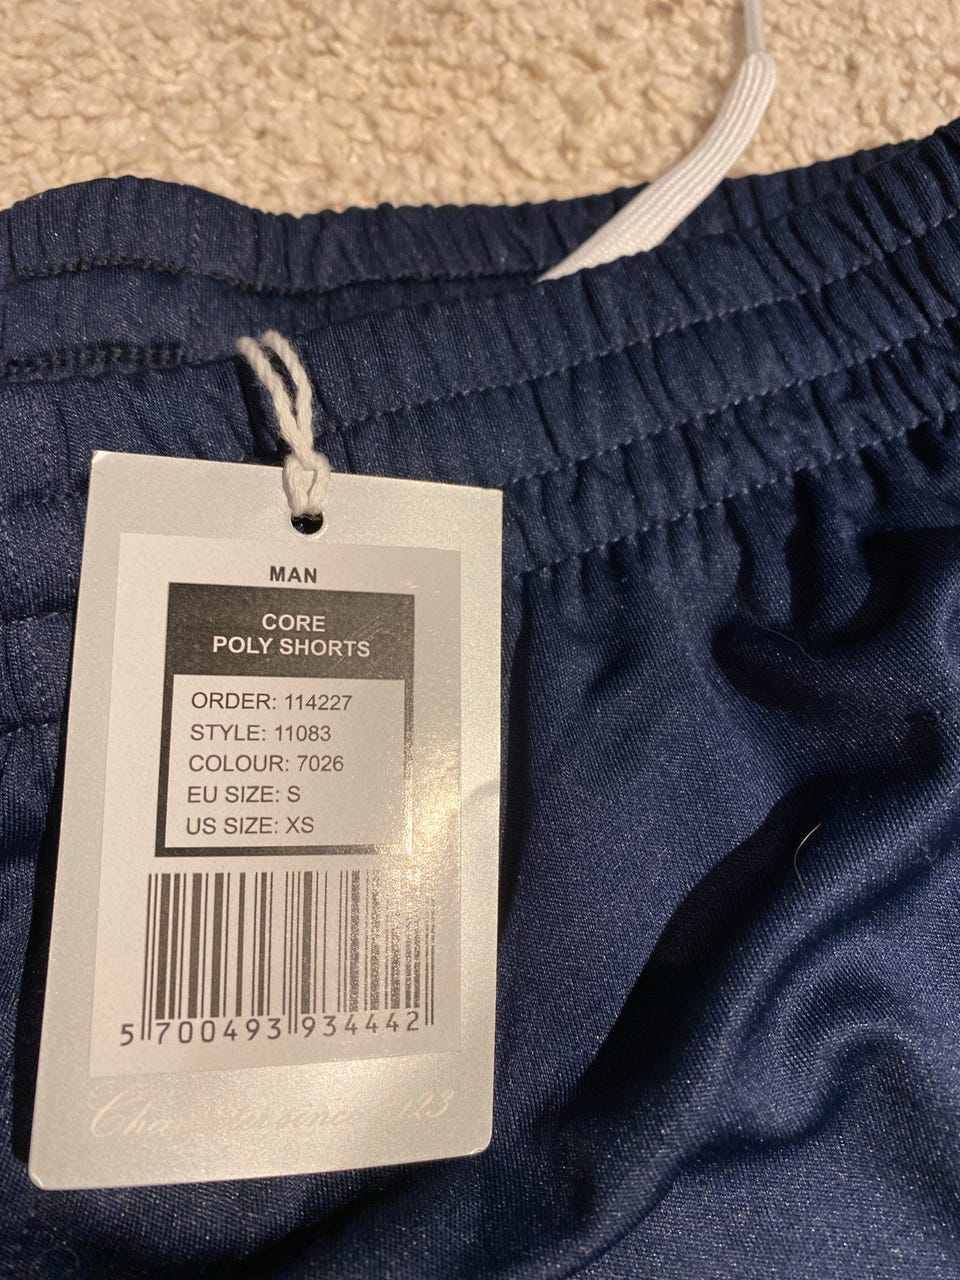 MAN
CORE
POLY SHORTS
ORDER: 114227
STYLE: 11083
COLOUR: 7026
EU SIZE: S
US SIZE: XS
5 700493 934442